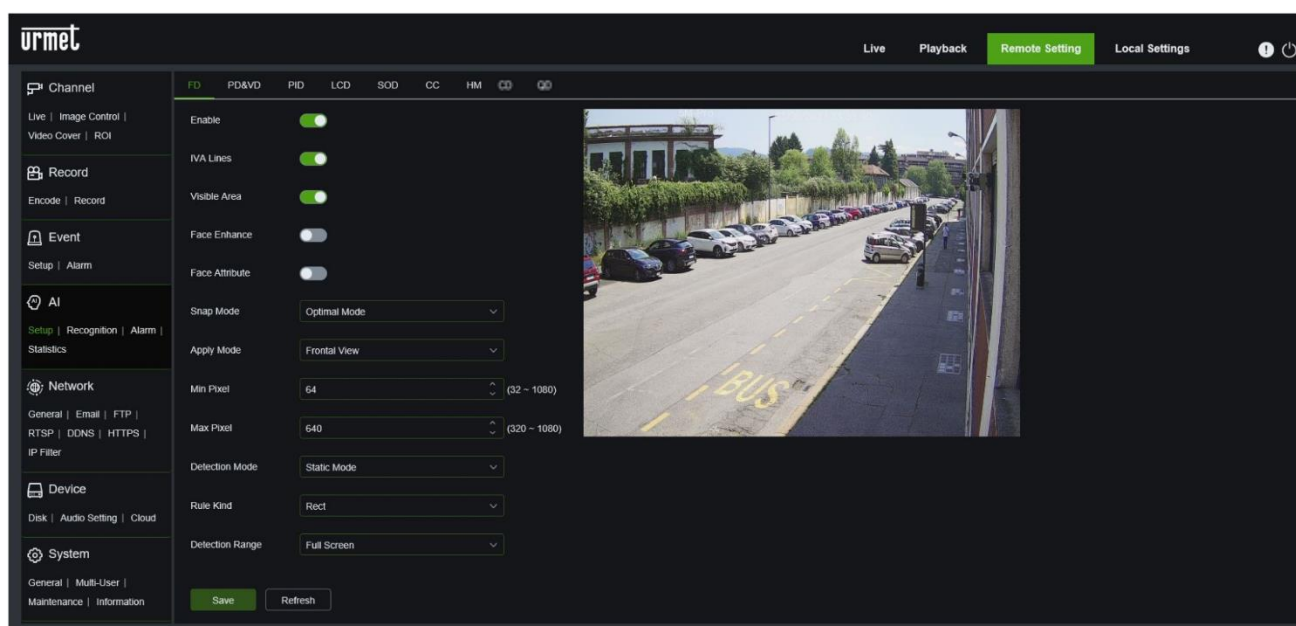 urmet
Live Playback Remote Setting Local Settings
Channel
Live | Image Control |
Video Cover | ROI
Record
Encode | Record
Event
Setup | Alarm
AI
Setup | Recognition | Alarm |
Statistics
Network
General | Email | FTP |
RTSP | DDNS | HTTPS |
IP Filter
Device
Disk | Audio Setting | Cloud
System
General | Multi-User |
Maintenance | Information
FD PD&VD PID LCD SOD CC HM CD QD
Enable
IVA Lines
Visible Area
Face Enhance
Face Attribute
Snap Mode Optimal Mode
Apply Mode Frontal View
Min Pixel 64 (32 ~ 1080)
Max Pixel 640 (320 ~ 1080)
Detection Mode Static Mode
Rule Kind Rect
Detection Range Full Screen
Save Refresh
BUS